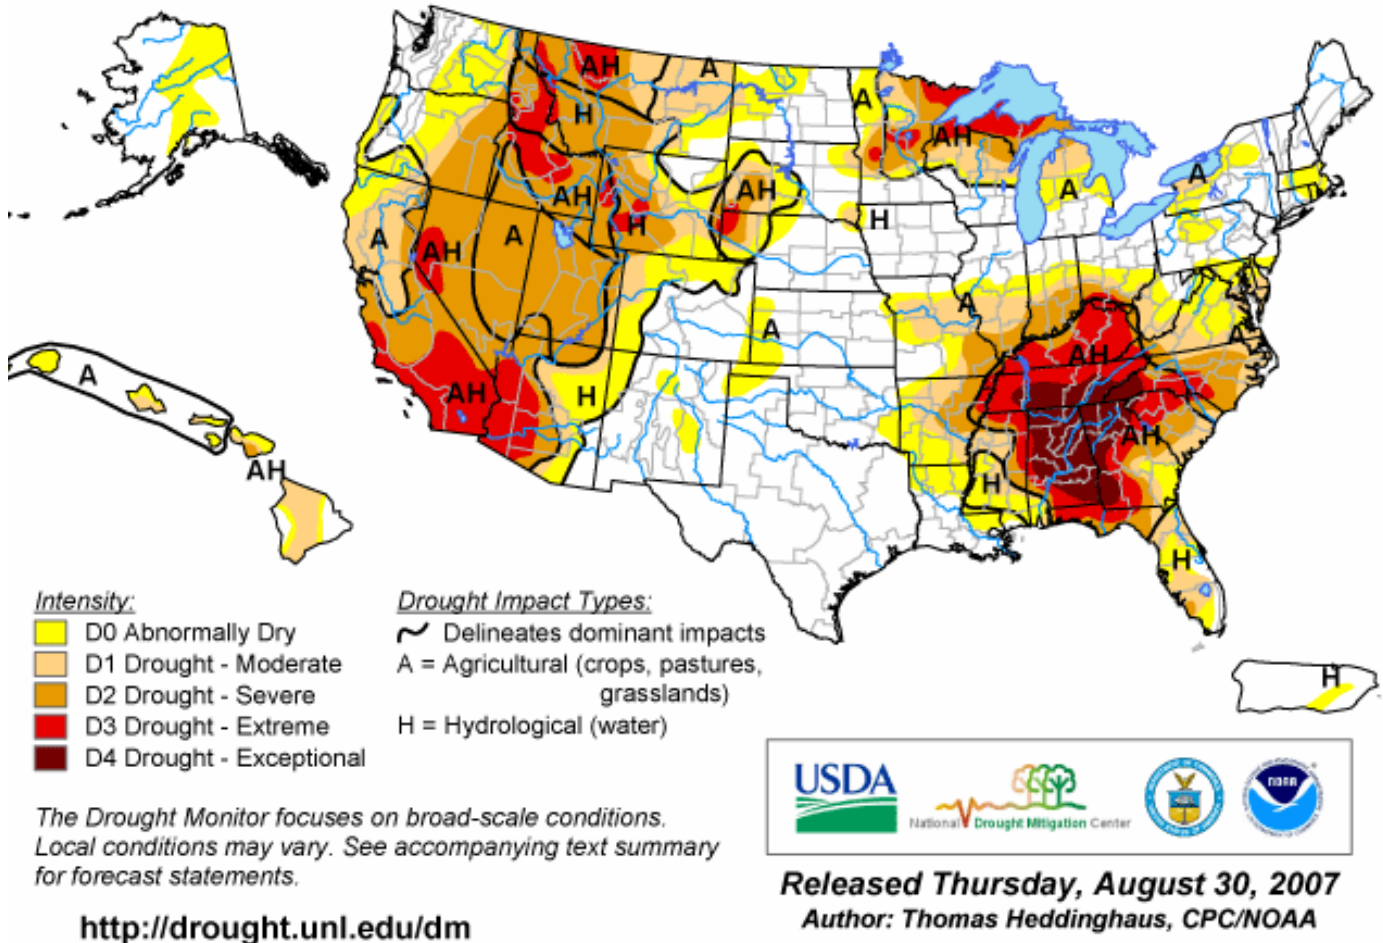 AH
A
H
A
AH
A
AH
A
AH
A
H
H
A
AH
A
A
A
AH
AH
H
A
AH
H
H
A
AH
H
Intensity:
D0 Abnormally Dry
D1 Drought - Moderate
D2 Drought - Severe
D3 Drought - Extreme
D4 Drought - Exceptional
Drought Impact Types:
Delineates dominant impacts
A = Agricultural (crops, pastures,
grasslands)
H = Hydrological (water)
The Drought Monitor focuses on broad-scale conditions.
Local conditions may vary. See accompanying text summary
for forecast statements.
http://drought.unl.edu/dm
USDA
National Drought Mitigation Center
NOAA
Released Thursday, August 30, 2007
Author: Thomas Heddinghaus, CPC/NOAA